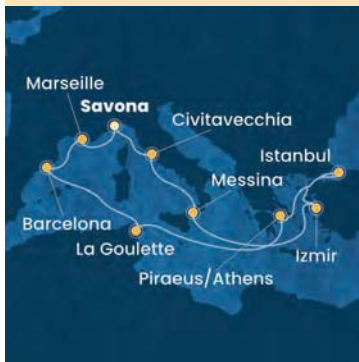 Marseille
Savona
Civitavecchia
Istanbul
Messina
Barcelona
La Goulette
Izmir
Piraeus/Athens